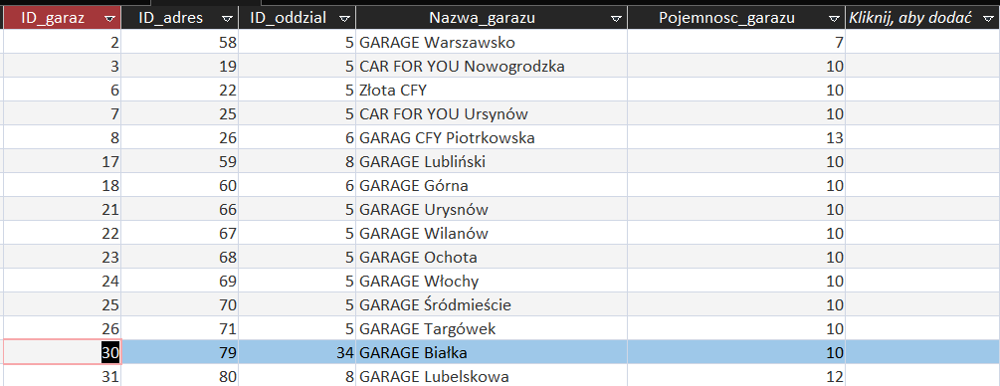 ID_garaz ID_adres ID_oddzial Nazwa_garazu Pojemnosc_garazu Kliknij, aby dodać
2 58 5 GARAGE Warszawsko 7
3 19 5 CAR FOR YOU Nowogrodzka 10
6 22 5 Złota CFY 10
7 25 5 CAR FOR YOU Ursynów 10
8 26 6 GARAG CFY Piotrkowska 13
17 59 8 GARAGE Lubliński 10
18 60 6 GARAGE Górna 10
21 66 5 GARAGE Urysnów 10
22 67 5 GARAGE Wilanów 10
23 68 5 GARAGE Ochota 10
24 69 5 GARAGE Włochy 10
25 70 5 GARAGE Śródmieście 10
26 71 5 GARAGE Targówek 10
30 79 34 GARAGE Białka 10
31 80 8 GARAGE Lubelskowa 12